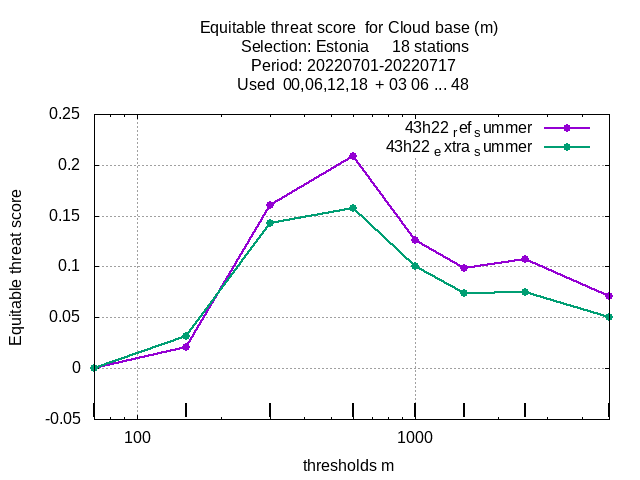 Equitable threat score  for Cloud base (m)
Selection: Estonia     18 stations
Period: 20220701-20220717
Used  00,06,12,18  + 03 06 ... 48
0.25
43h22 ref summer
43h22 extra summer
0.2
0.15
0.1
0.05
0
-0.05
Equitable threat score
100
1000
thresholds m